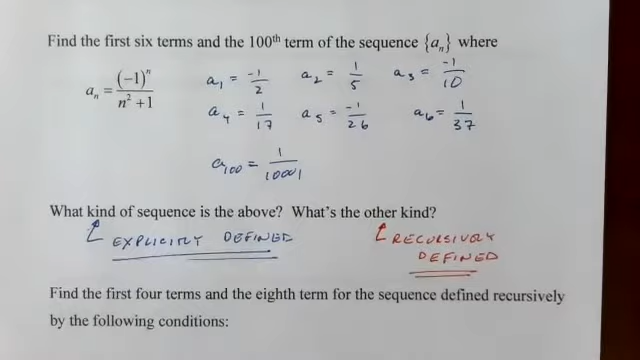 Find the first six terms and the 100th term of the sequence {aₙ} where
aₙ = (−1)ⁿ / (n² + 1)   a₁ = -1/2   a₂ = 1/5   a₃ = -1/10
a₄ = 1/17   a₅ = -1/26   a₆ = 1/37
a₁₀₀ = 1/10001
What kind of sequence is the above? What's the other kind?
EXPLICITLY DEFINED   RECURSIVELY
DEFINED
Find the first four terms and the eighth term for the sequence defined recursively
by the following conditions: